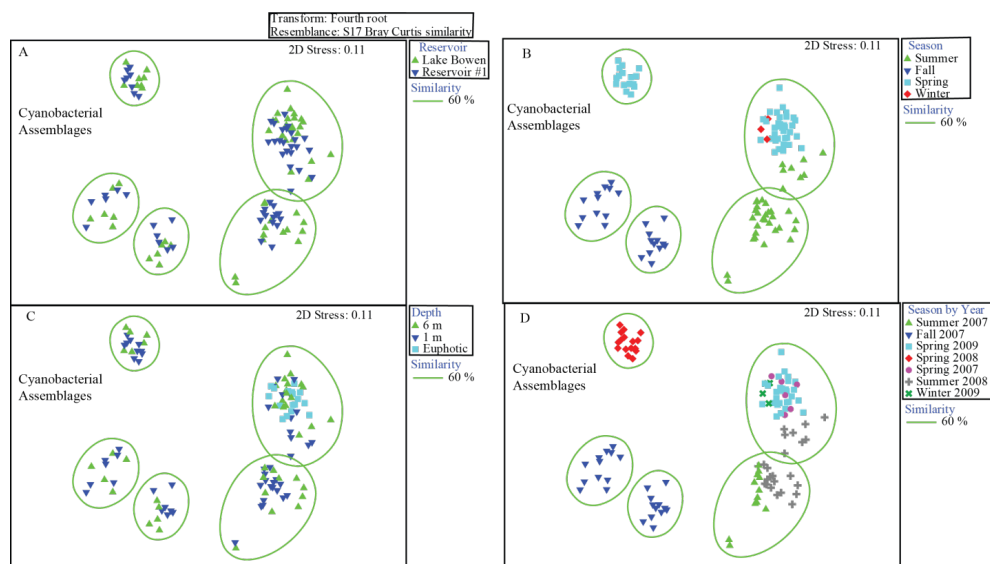 Transform: Fourth root
Resemblance: S17 Bray Curtis similarity
A
2D Stress: 0.11
Cyanobacterial
Assemblages
Reservoir
Lake Bowen
Reservoir #1
Similarity
60 %
B
2D Stress: 0.11
Cyanobacterial
Assemblages
Season
Summer
Fall
Spring
Winter
Similarity
60 %
C
2D Stress: 0.11
Cyanobacterial
Assemblages
Depth
6 m
1 m
Euphotic
Similarity
60 %
D
2D Stress: 0.11
Cyanobacterial
Assemblages
Season by Year
Summer 2007
Fall 2007
Spring 2009
Spring 2008
Spring 2007
Summer 2008
Winter 2009
Similarity
60 %